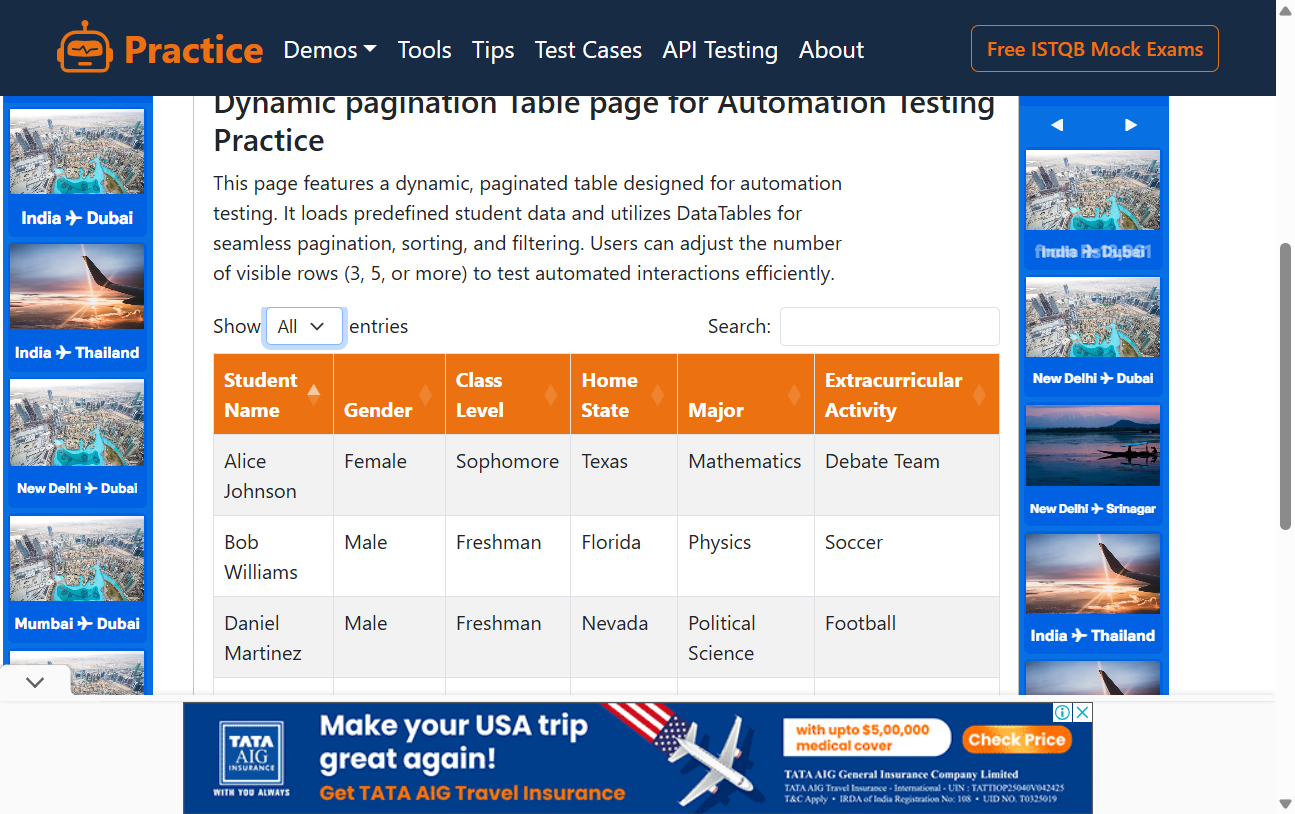 Practice Demos Tools Tips Test Cases API Testing About Free ISTQB Mock Exams
Dynamic pagination Table page for Automation Testing
Practice
This page features a dynamic, paginated table designed for automation
testing. It loads predefined student data and utilizes DataTables for
seamless pagination, sorting, and filtering. Users can adjust the number
of visible rows (3, 5, or more) to test automated interactions efficiently.
Show All entries Search:
Student Name Gender Class Level Home State Major Extracurricular Activity
Alice Johnson Female Sophomore Texas Mathematics Debate Team
Bob Williams Male Freshman Florida Physics Soccer
Daniel Martinez Male Freshman Nevada Political Science Football
India ✈ Dubai
India ✈ Thailand
New Delhi ✈ Dubai
Mumbai ✈ Dubai
India ✈ Dubai
New Delhi ✈ Dubai
New Delhi ✈ Srinagar
India ✈ Thailand
TATA
AIG
INSURANCE
WITH YOU ALWAYS
Make your USA trip
great again!
Get TATA AIG Travel Insurance
with upto $5,00,000
medical cover
Check Price
TATA AIG General Insurance Company Limited
TATA AIG Travel Insurance - International - UIN : TATTIOP25040V042425
T&C Apply • IRDA of India Registration No: 108 • UID NO. T0325019